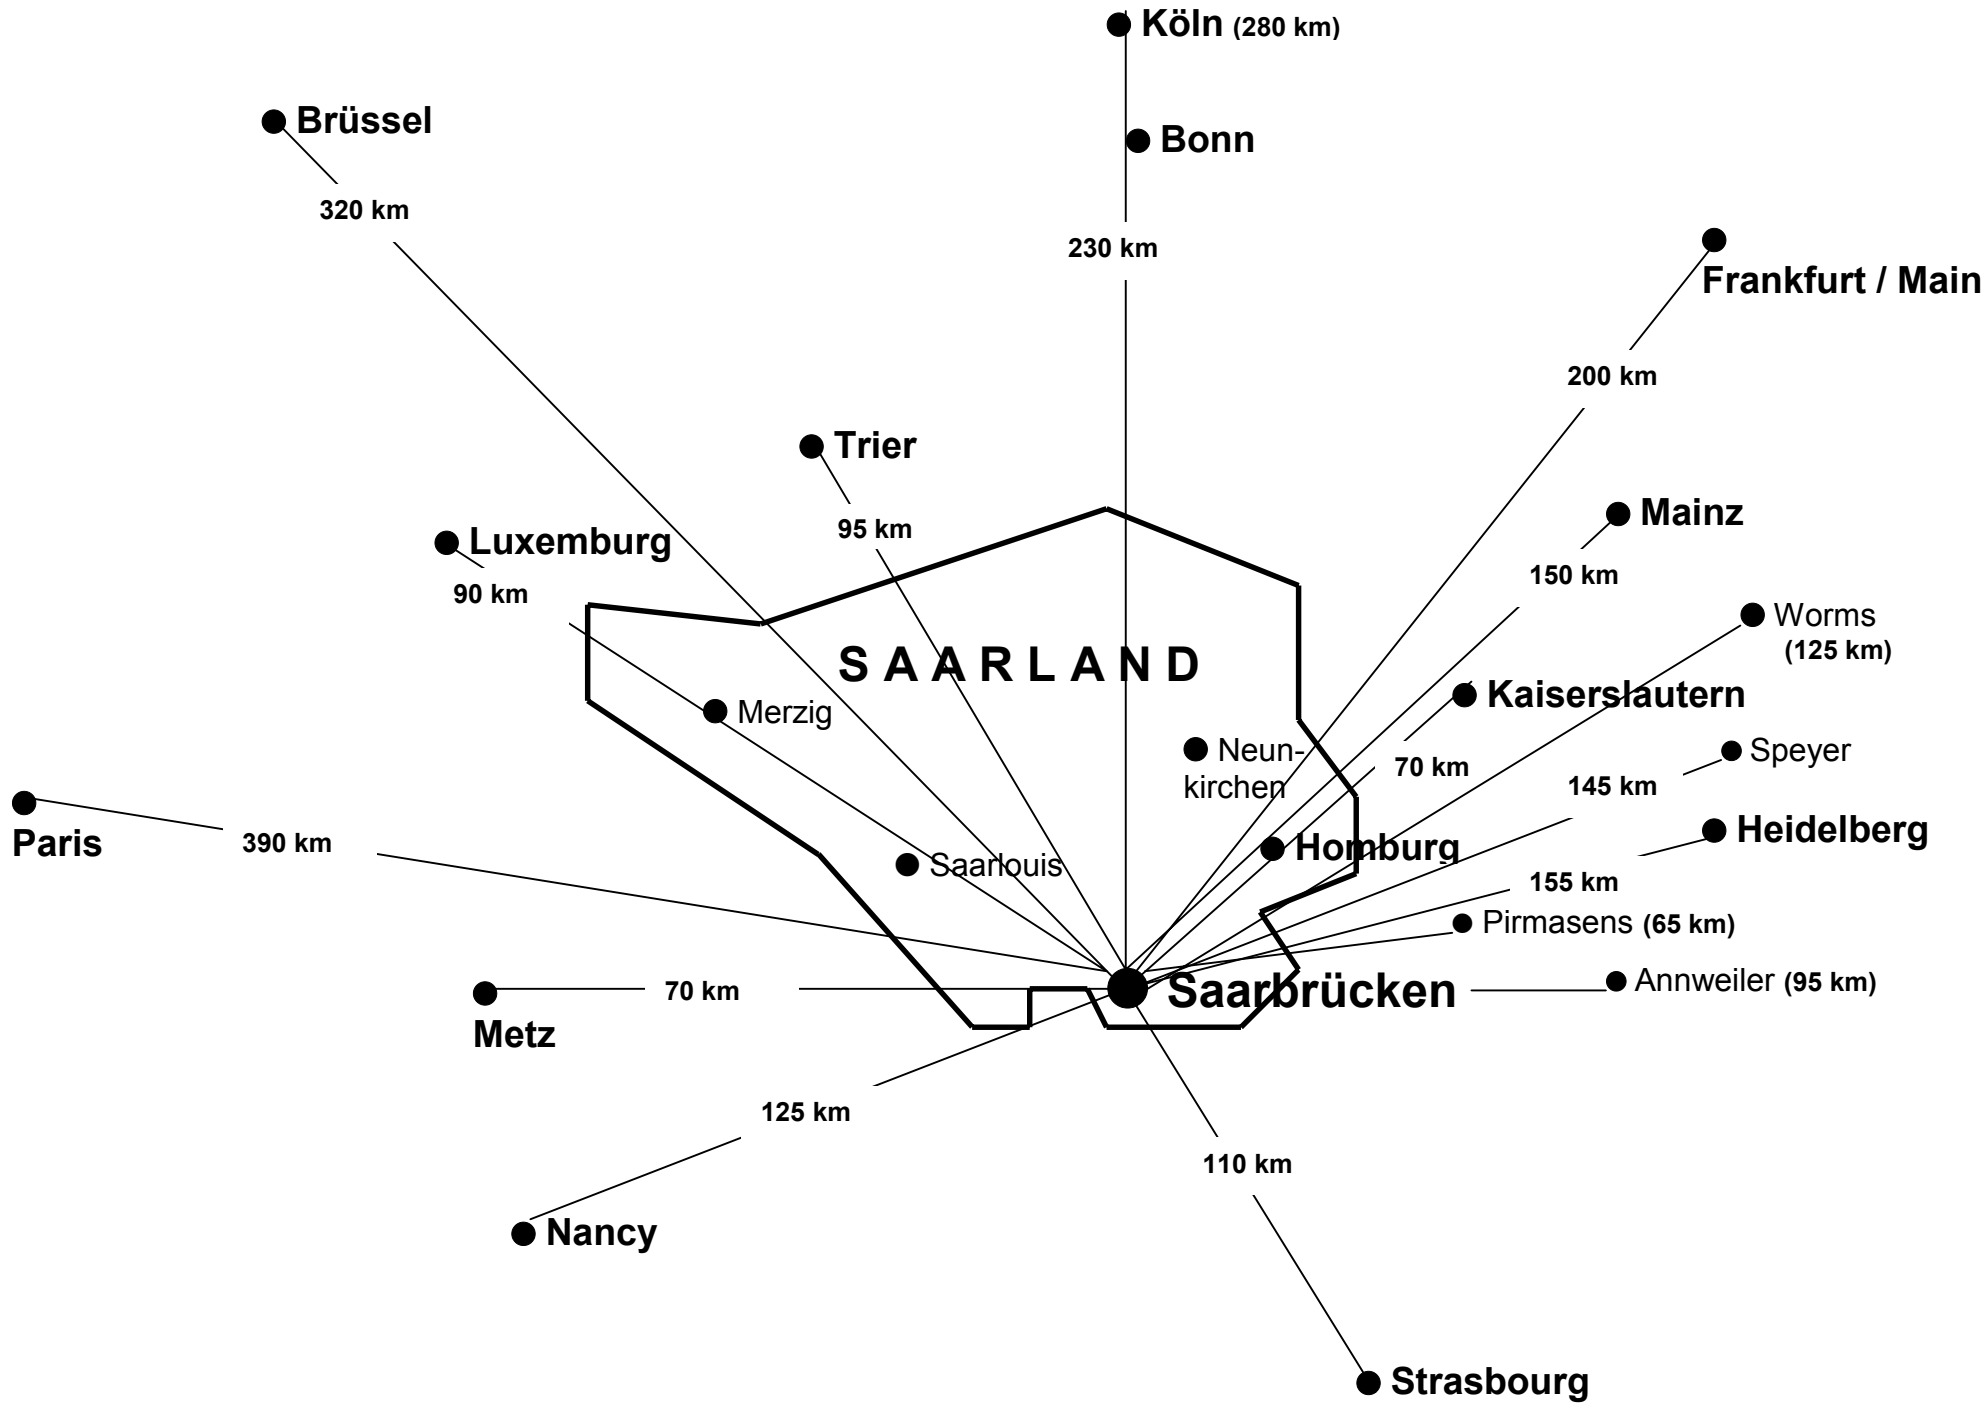 Köln (280 km)
Brüssel
Bonn
320 km
230 km
Frankfurt / Main
200 km
Trier
Mainz
95 km
Luxemburg
150 km
90 km
Worms
(125 km)
SAARLAND
Kaiserslautern
Merzig
Neun-
kirchen
Speyer
70 km
145 km
Paris
390 km
Heidelberg
Homburg
Saarlouis
155 km
Pirmasens (65 km)
Annweiler (95 km)
Saarbrücken
70 km
Metz
125 km
110 km
Nancy
Strasbourg